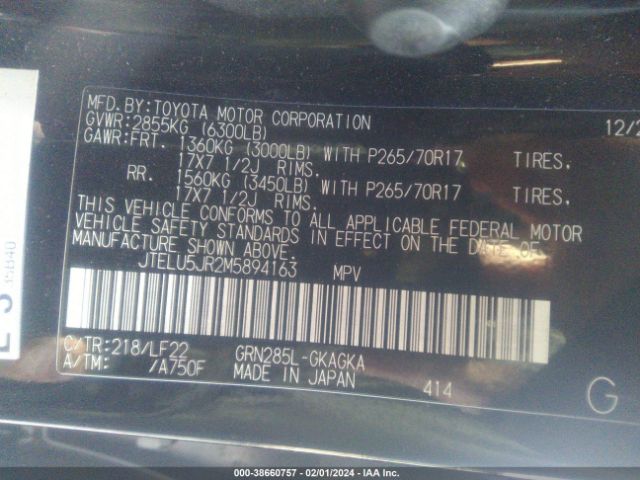 MFD.BY:TOYOTA MOTOR CORPORATION 12/2
GVWR:2855KG (6300LB)
GAWR:FRT. 1360KG (3000LB) WITH P265/70R17 TIRES,
17X7 1/2J RIMS.
RR. 1560KG (3450LB) WITH P265/70R17 TIRES,
17X7 1/2J RIMS.
THIS VEHICLE CONFORMS TO ALL APPLICABLE FEDERAL MOTOR
VEHICLE SAFETY STANDARDS IN EFFECT ON THE DATE OF
MANUFACTURE SHOWN ABOVE.
JTELU5JR2M5894163 MPV
C/TR:218/LF22 GRN285L-GKAGKA
A/TM: /A750F MADE IN JAPAN 414
G
000-38660757 - 02/01/2024 - IAA Inc.